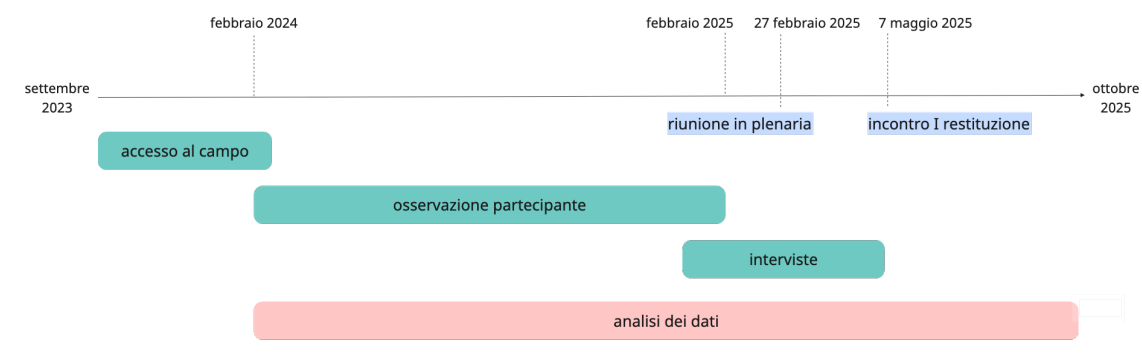 febbraio 2024
febbraio 2025
27 febbraio 2025
7 maggio 2025
settembre
2023
ottobre
2025
riunione in plenaria
incontro I restituzione
accesso al campo
osservazione partecipante
interviste
analisi dei dati